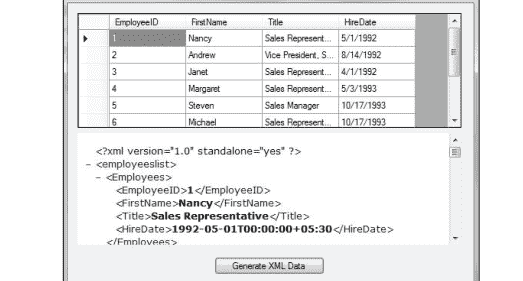 EmployeeID FirstName Title HireDate
1 Nancy Sales Represent... 5/1/1992
2 Andrew Vice President, S... 8/14/1992
3 Janet Sales Represent... 4/1/1992
4 Margaret Sales Represent... 5/3/1993
5 Steven Sales Manager 10/17/1993
6 Michael Sales Represent... 10/17/1993
<?xml version="1.0" standalone="yes" ?>
- <employeeslist>
- <Employees>
<EmployeeID>1</EmployeeID>
<FirstName>Nancy</FirstName>
<Title>Sales Representative</Title>
<HireDate>1992-05-01T00:00:00+05:30</HireDate>
</Employees>
Generate XML Data